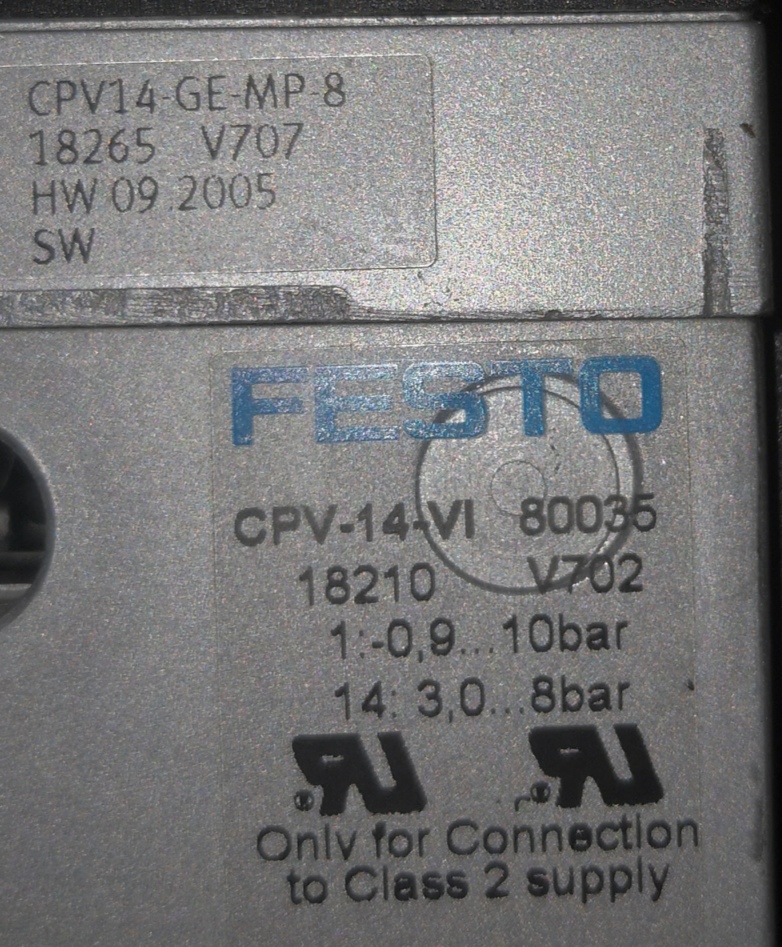 CPV14-GE-MP-8
18265 V707
HW 09.2005
SW
FESTO
CPV-14-VI 80035
18210 V702
1:-0,9...10bar
14: 3,0...8bar
Only for Connection
to Class 2 supply